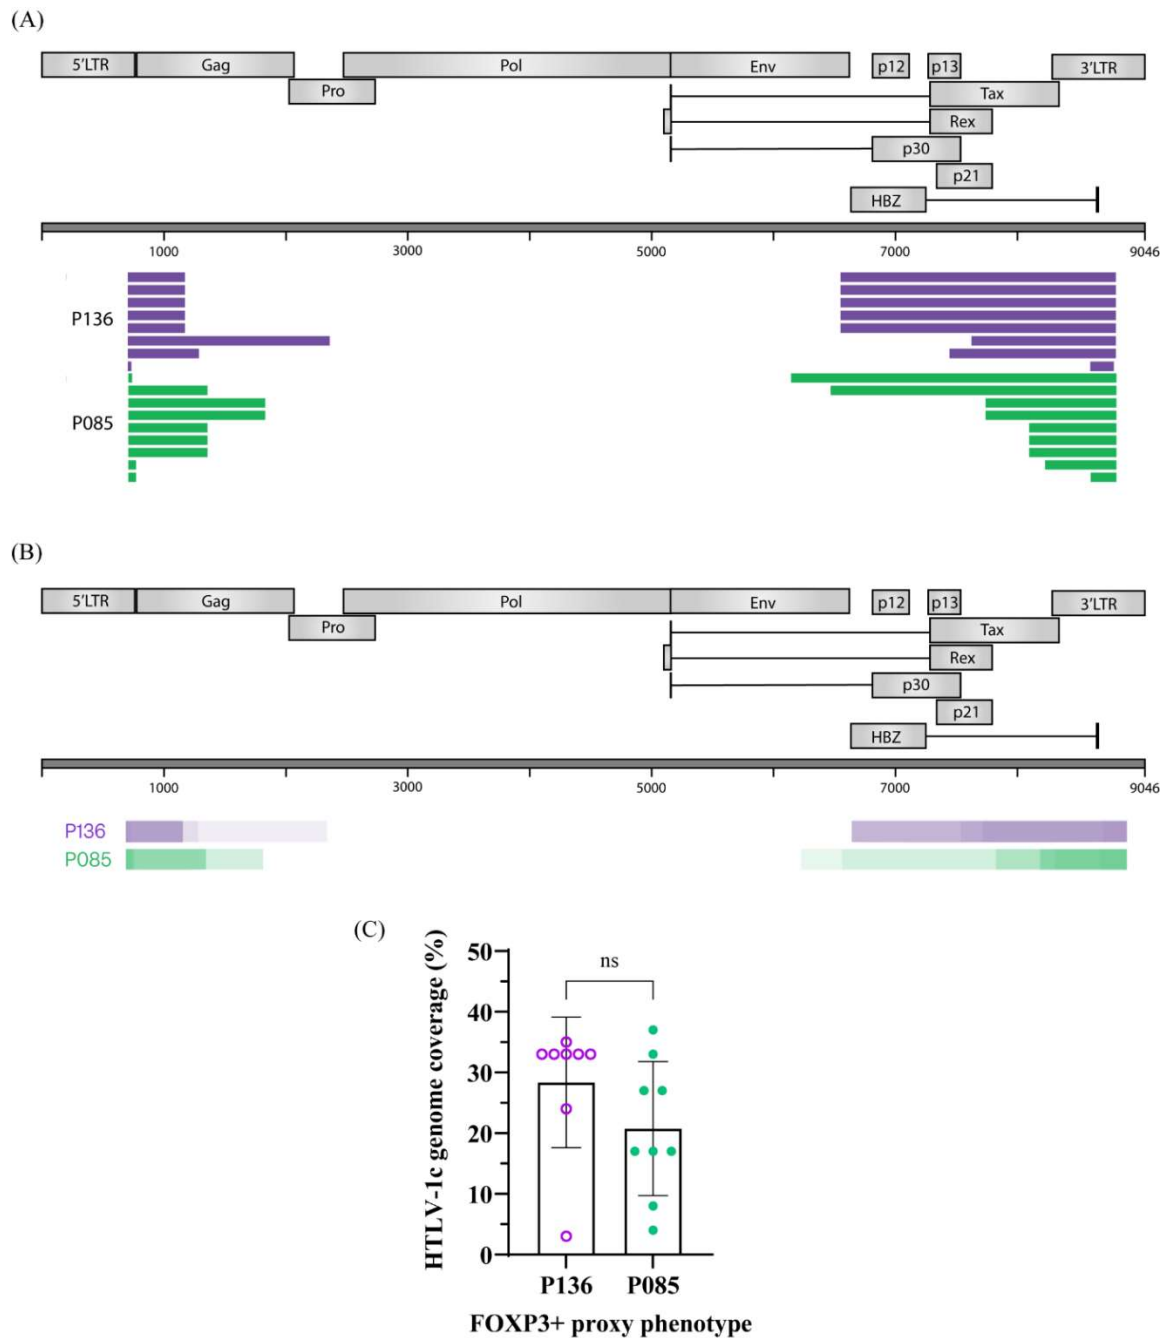 (A)
5'LTR Gag Pol Env p12 p13 3'LTR
Pro Tax
Rex
p30
p21
HBZ
1000 3000 5000 7000 9046
P136
P085
(B)
5'LTR Gag Pol Env p12 p13 3'LTR
Pro Tax
Rex
p30
p21
HBZ
1000 3000 5000 7000 9046
P136
P085
(C)
HTLV-1c genome coverage (%)
50
40
30
20
10
0
ns
P136 P085
FOXP3+ proxy phenotype